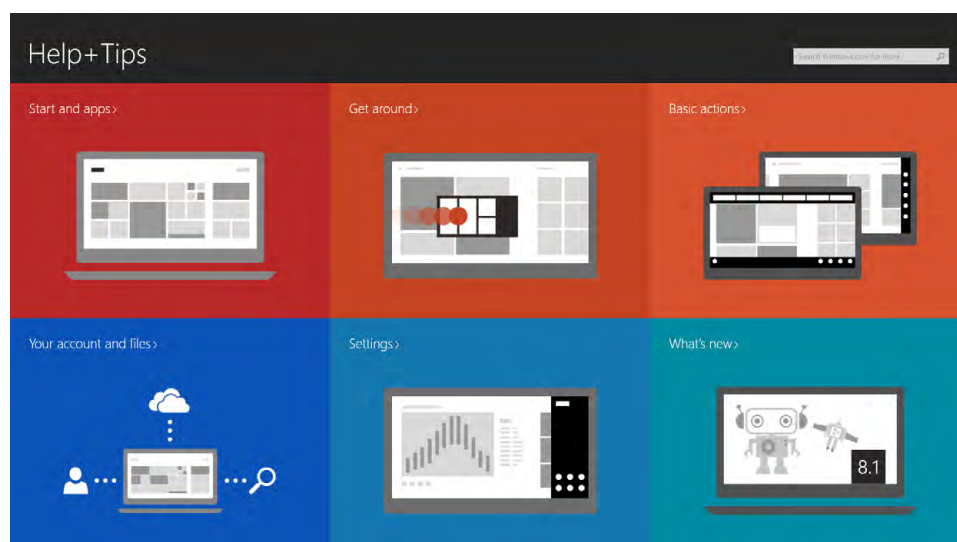 Help+Tips
Search Windows.com for more
Start and apps>
Get around>
Basic actions>
Your account and files>
Settings>
What's new>
8.1